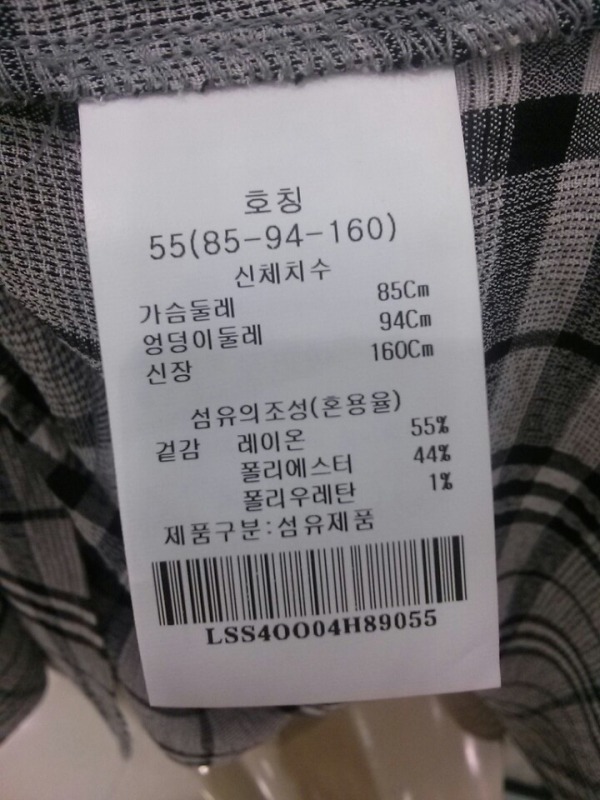 호칭
55(85-94-160)
신체치수
가슴둘레 85Cm
엉덩이둘레 94Cm
신장 160Cm
섬유의조성(혼용율)
겉감 레이온 55%
폴리에스터 44%
폴리우레탄 1%
제품구분:섬유제품
LSS4OO04H89055